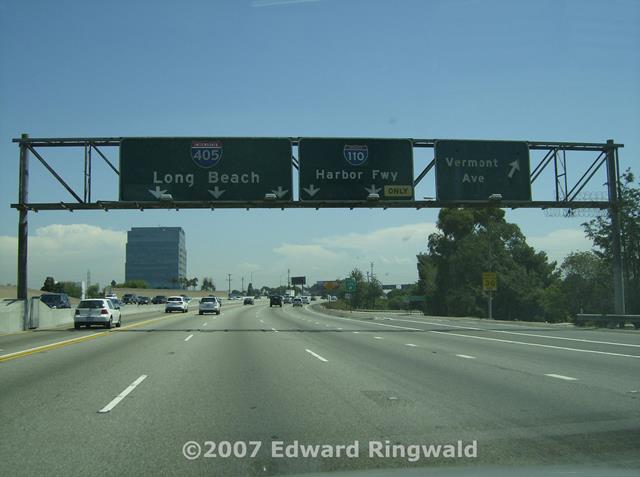 INTERSTATE
405
Long Beach
110
Harbor Fwy
ONLY
Vermont
Ave
©2007 Edward Ringwald